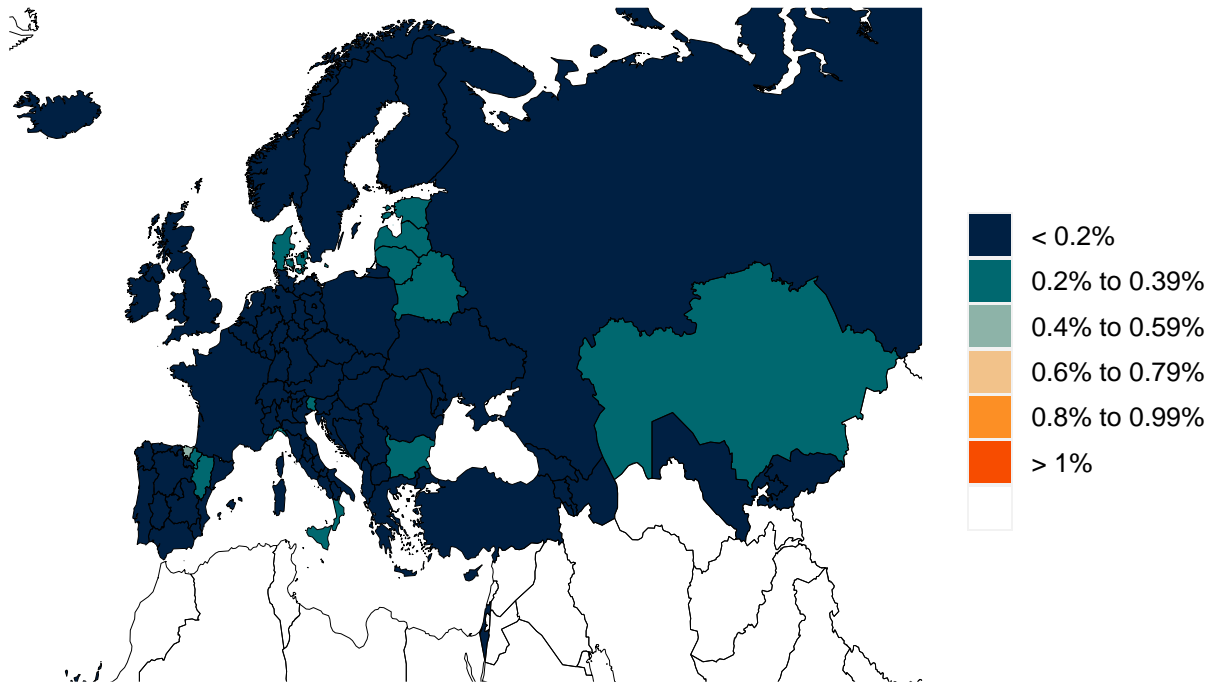 < 0.2%
0.2% to 0.39%
0.4% to 0.59%
0.6% to 0.79%
0.8% to 0.99%
> 1%